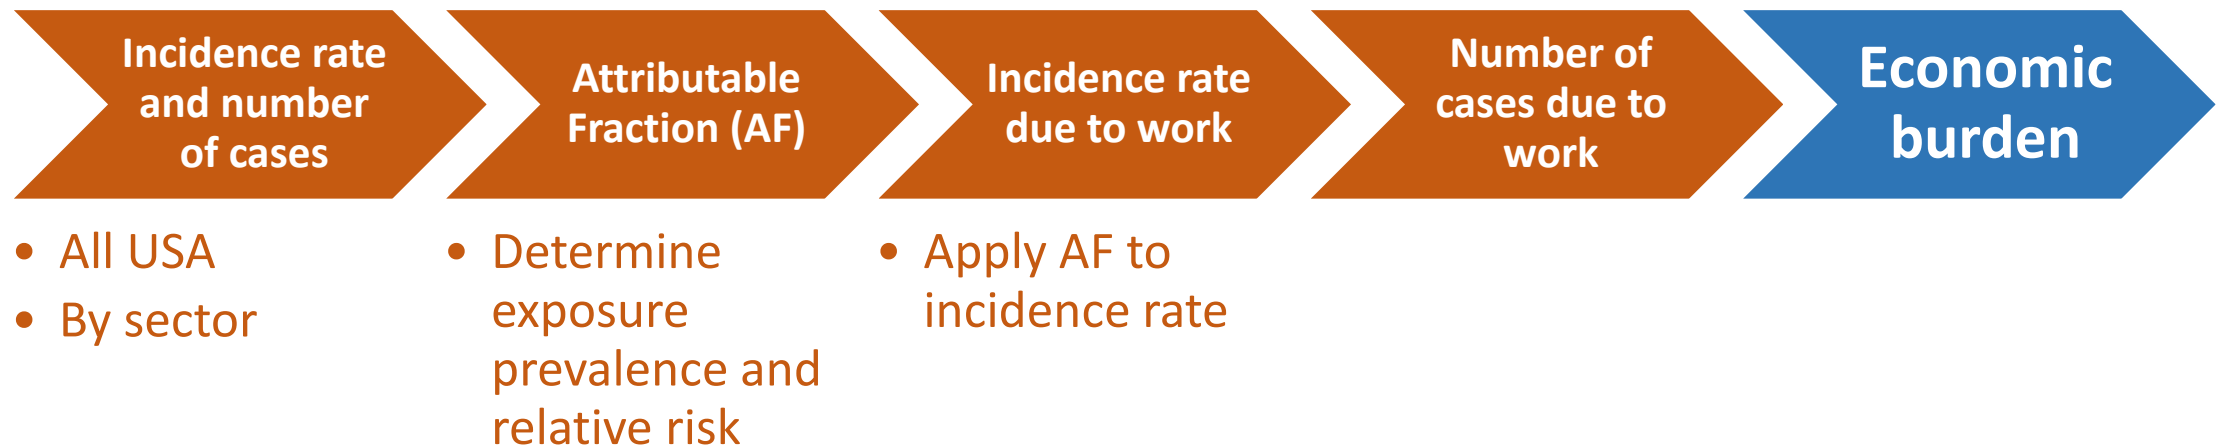 Incidence rate
and number
of cases
Attributable
Fraction (AF)
Incidence rate
due to work
Number of
cases due to
work
Economic
burden
• All USA
• By sector
• Determine
exposure
prevalence and
relative risk
• Apply AF to
incidence rate